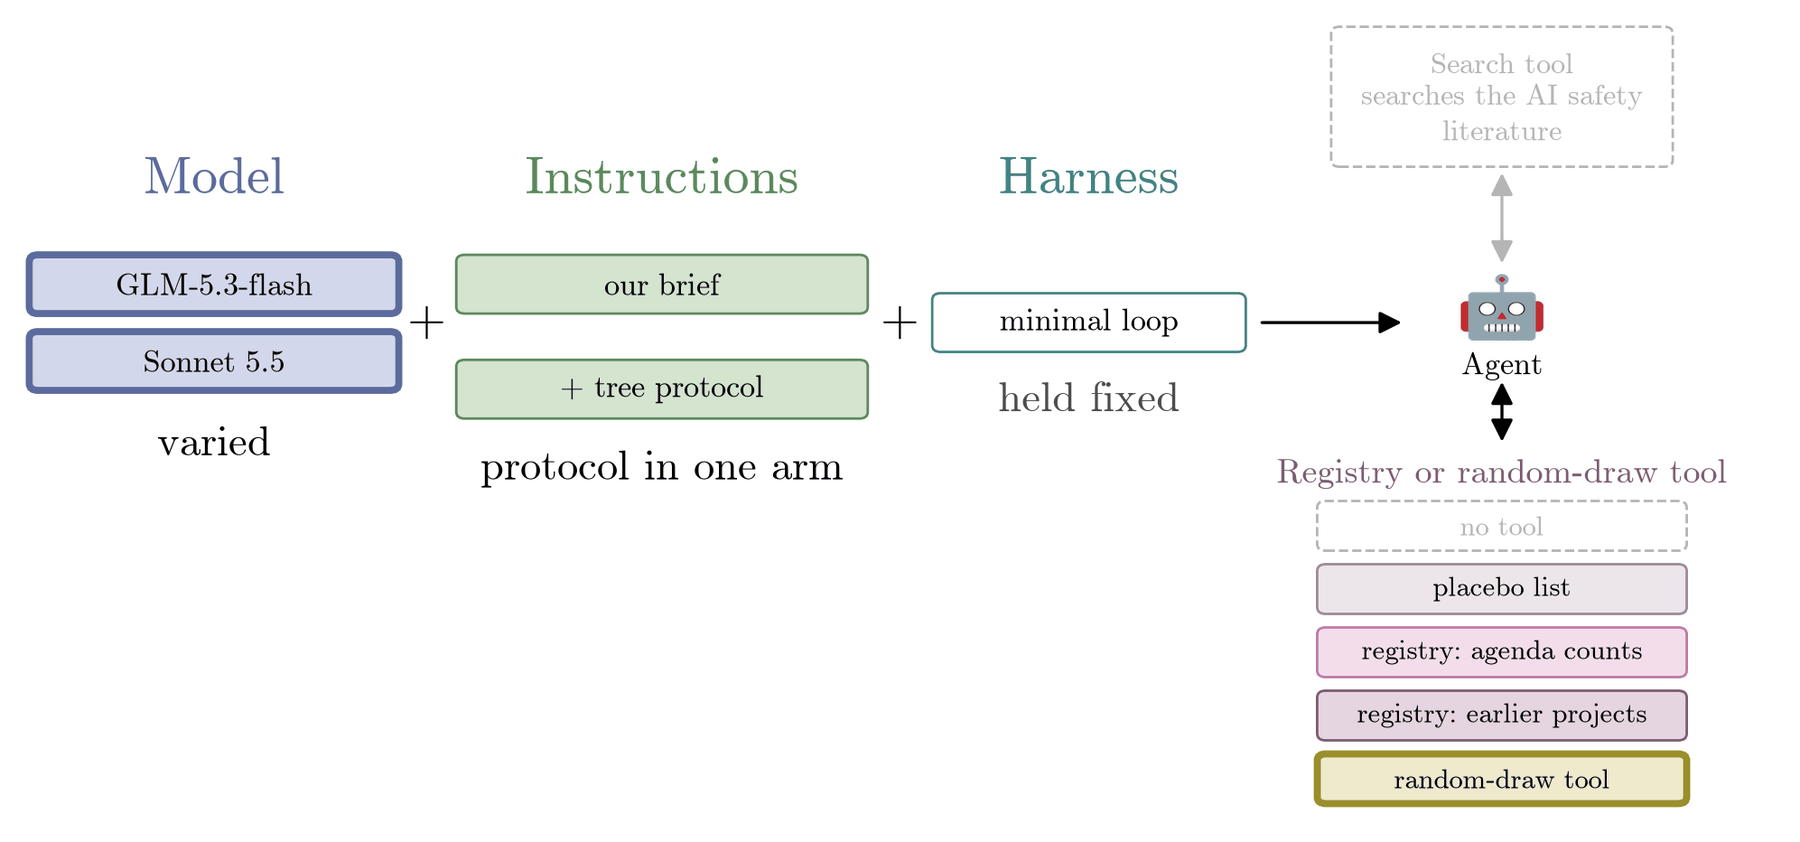 Search tool
searches the AI safety
literature
Model
Instructions
Harness
GLM-5.3-flash
Sonnet 5.5
varied
+
our brief
+ tree protocol
protocol in one arm
+
minimal loop
held fixed
Agent
Registry or random-draw tool
no tool
placebo list
registry: agenda counts
registry: earlier projects
random-draw tool